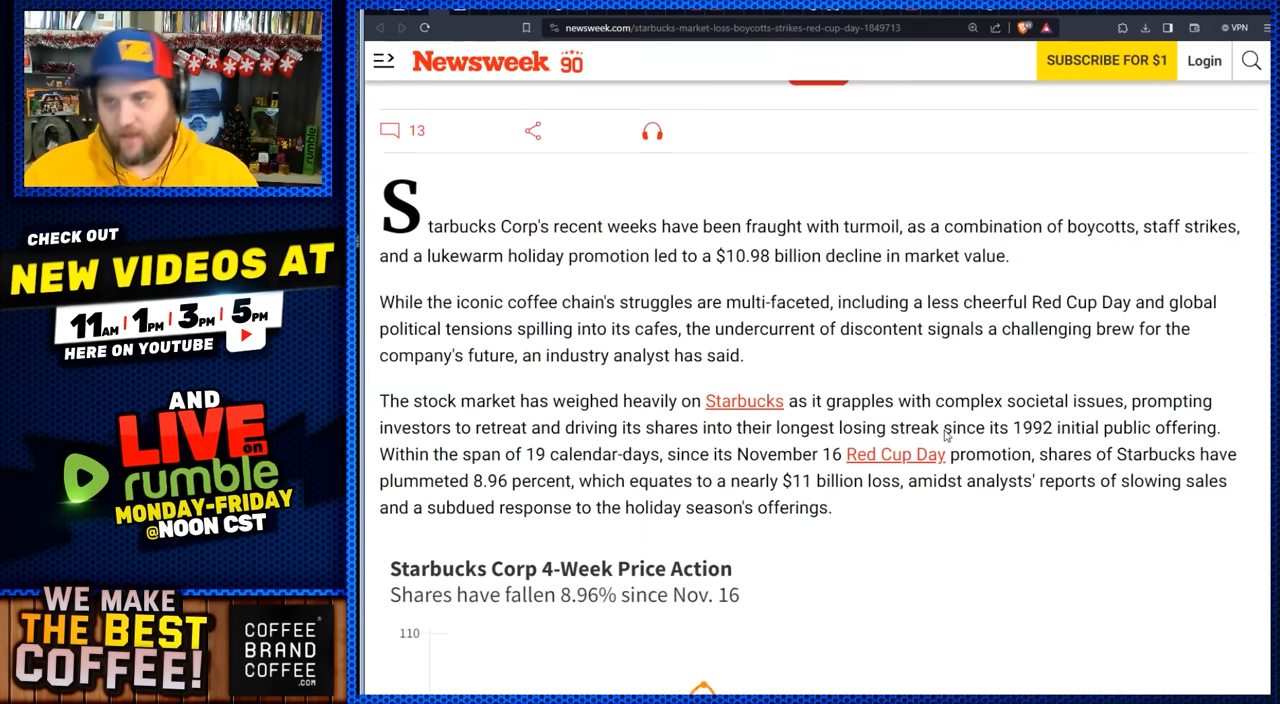 newsweek.com/starbucks-market-loss-boycotts-strikes-red-cup-day-1849713
VPN
Newsweek 90
SUBSCRIBE FOR $1
Login
13
Starbucks Corp's recent weeks have been fraught with turmoil, as a combination of boycotts, staff strikes,
and a lukewarm holiday promotion led to a $10.98 billion decline in market value.
While the iconic coffee chain's struggles are multi-faceted, including a less cheerful Red Cup Day and global
political tensions spilling into its cafes, the undercurrent of discontent signals a challenging brew for the
company's future, an industry analyst has said.
The stock market has weighed heavily on Starbucks as it grapples with complex societal issues, prompting
investors to retreat and driving its shares into their longest losing streak since its 1992 initial public offering.
Within the span of 19 calendar-days, since its November 16 Red Cup Day promotion, shares of Starbucks have
plummeted 8.96 percent, which equates to a nearly $11 billion loss, amidst analysts' reports of slowing sales
and a subdued response to the holiday season's offerings.
Starbucks Corp 4-Week Price Action
Shares have fallen 8.96% since Nov. 16
110
rumble
CHECK OUT
NEW VIDEOS AT
11AM | 1PM | 3PM | 5PM
HERE ON YOUTUBE
AND
LIVE on
rumble
MONDAY-FRIDAY
@NOON CST
WE MAKE
THE BEST
COFFEE!
COFFEE
BRAND
COFFEE
.COM